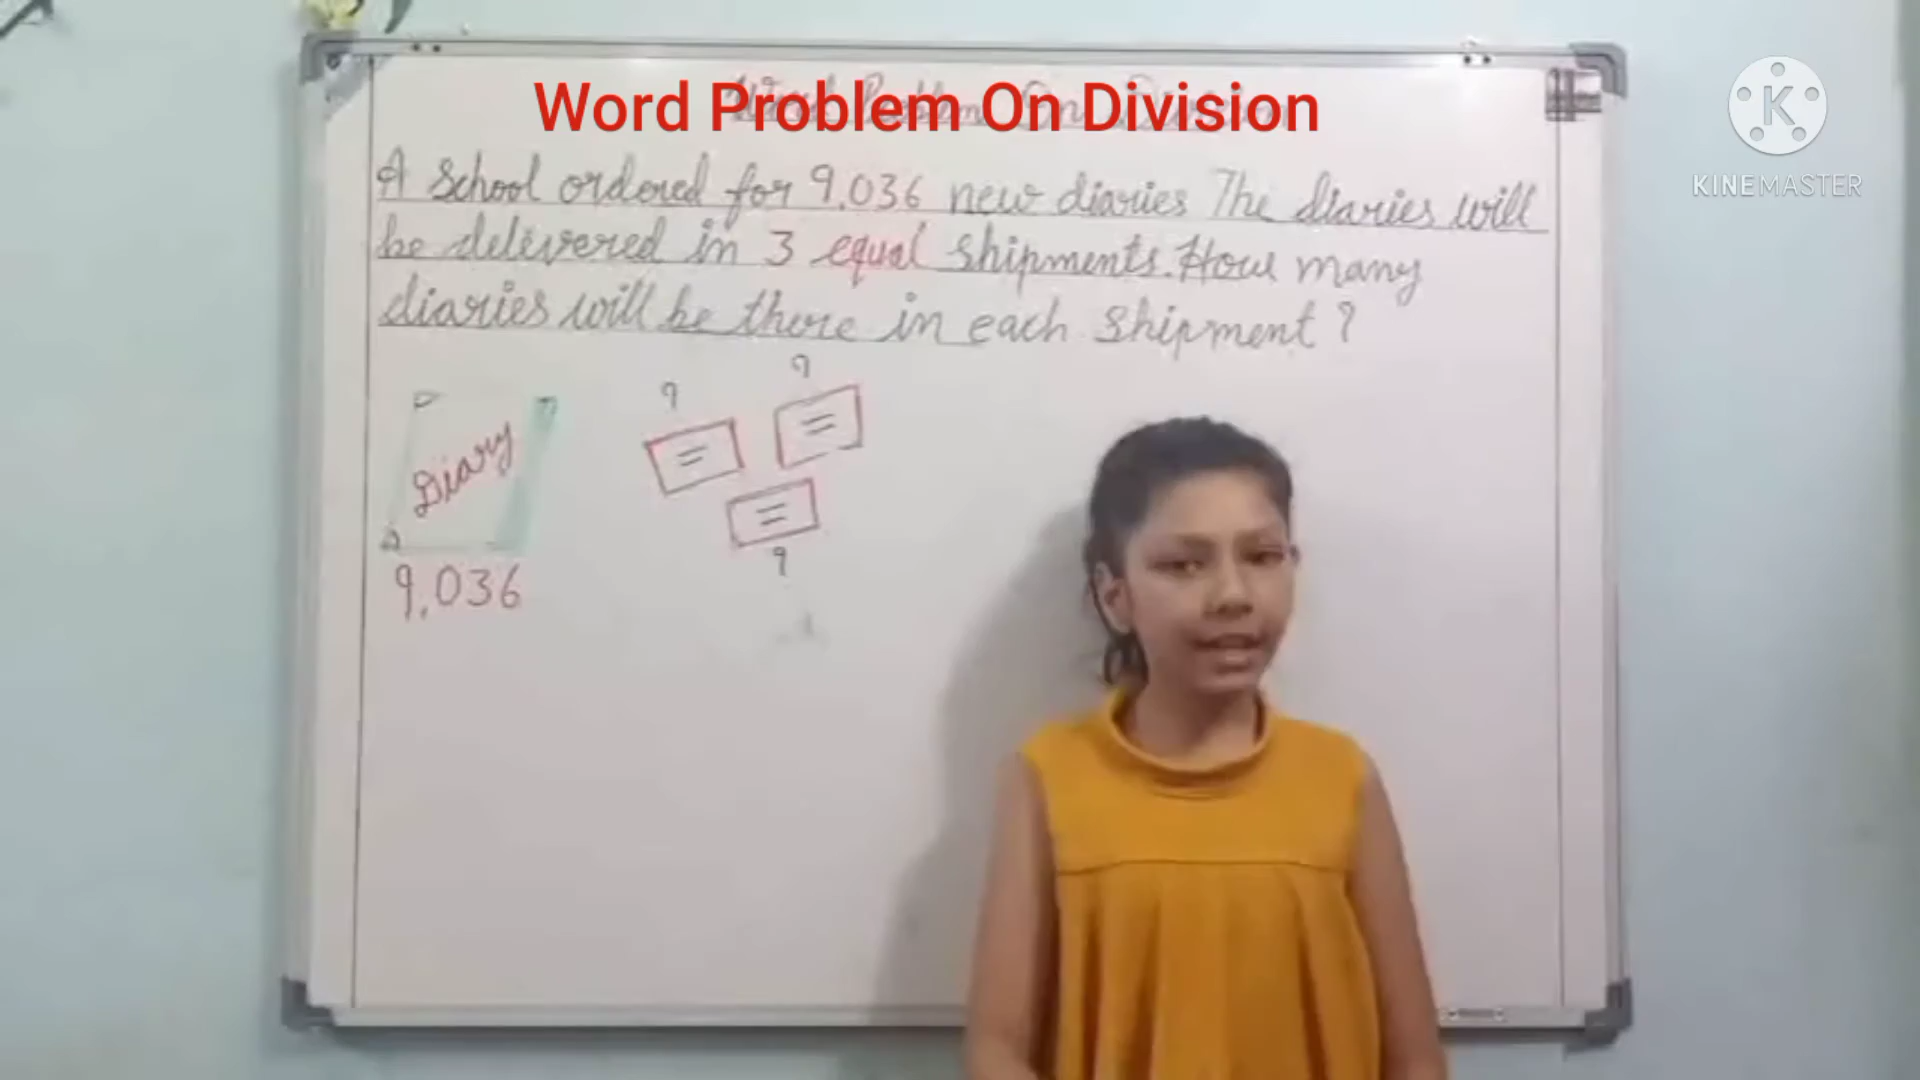 Word Problem On Division
KINEMASTER
A School ordered for 9,036 new diaries The diaries will
be delivered in 3 equal shipments. How many
diaries will be there in each shipment?
?
?
Diary
?
9,036